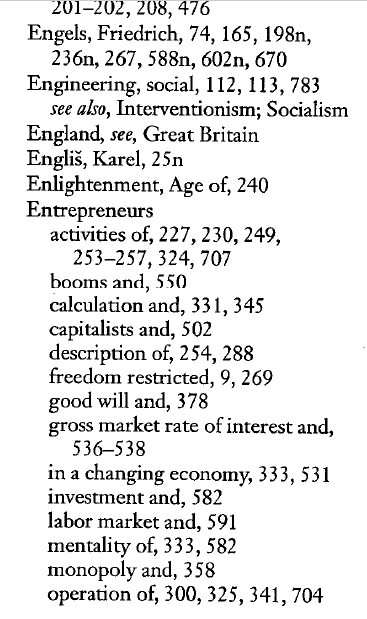 201–202, 208, 476
Engels, Friedrich, 74, 165, 198n,
236n, 267, 588n, 602n, 670
Engineering, social, 112, 113, 783
see also, Interventionism; Socialism
England, see, Great Britain
Engliš, Karel, 25n
Enlightenment, Age of, 240
Entrepreneurs
activities of, 227, 230, 249,
253–257, 324, 707
booms and, 550
calculation and, 331, 345
capitalists and, 502
description of, 254, 288
freedom restricted, 9, 269
good will and, 378
gross market rate of interest and,
536–538
in a changing economy, 333, 531
investment and, 582
labor market and, 591
mentality of, 333, 582
monopoly and, 358
operation of, 300, 325, 341, 704